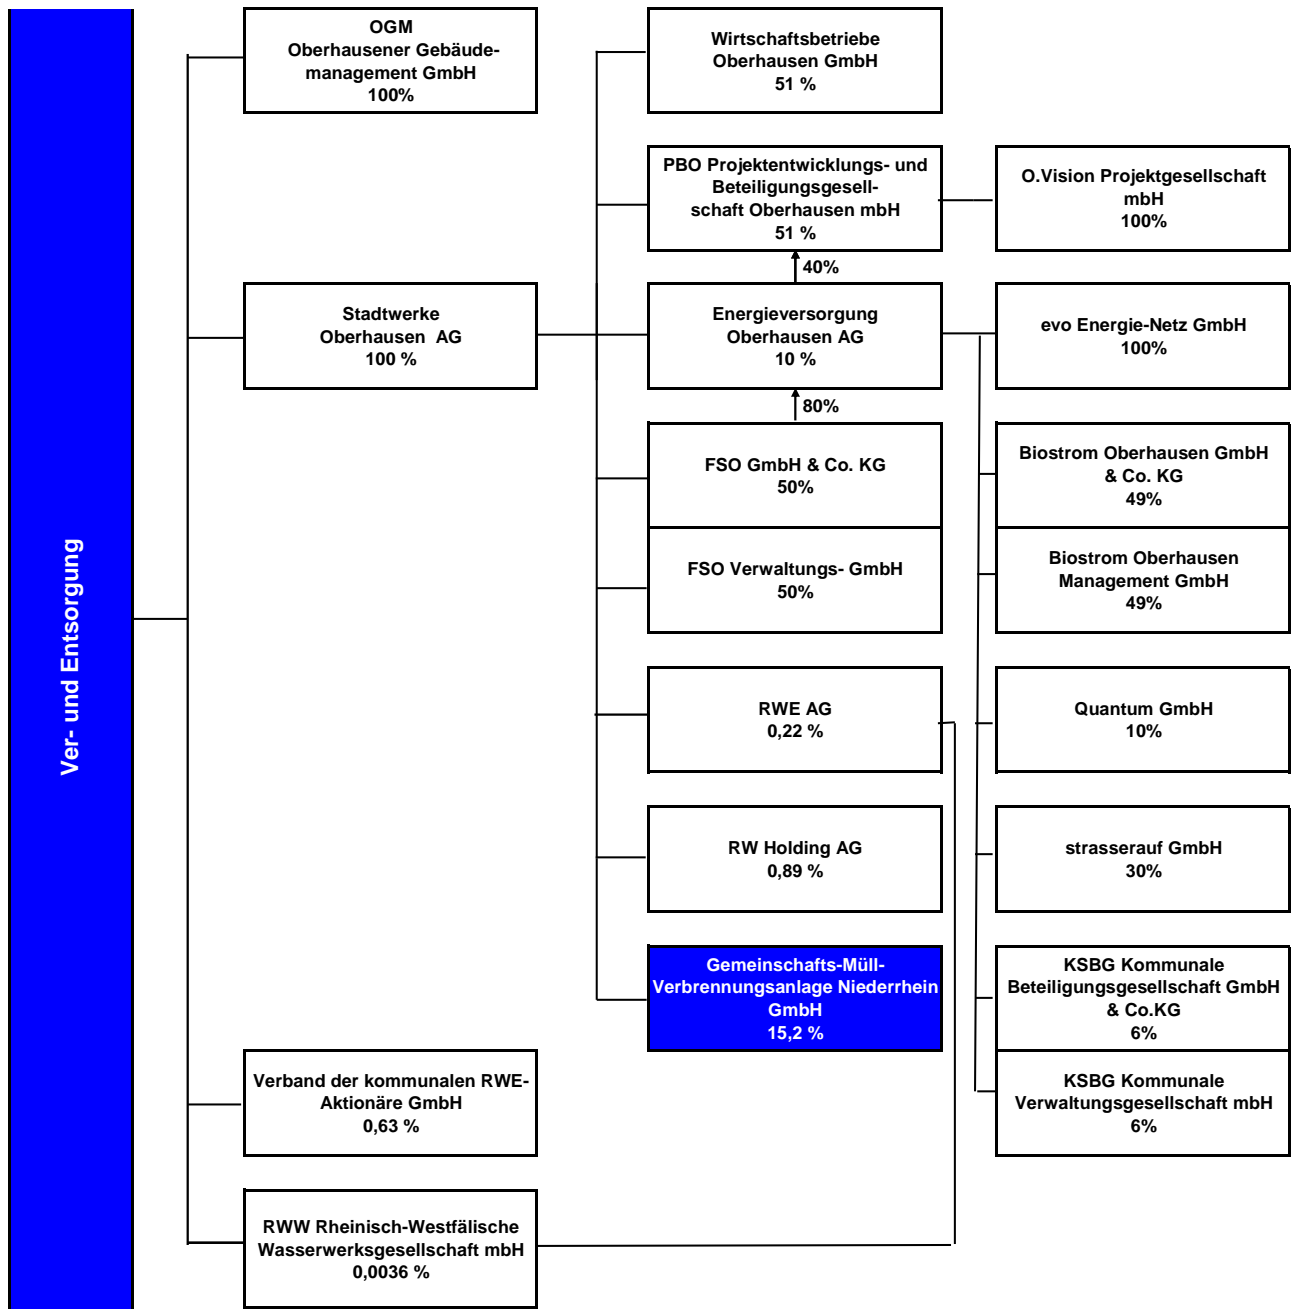 Ver- und Entsorgung
OGM
Oberhausener Gebäude-
management GmbH
100%
Stadtwerke
Oberhausen AG
100 %
Verband der kommunalen RWE-
Aktionäre GmbH
0,63 %
RWW Rheinisch-Westfälische
Wasserwerksgesellschaft mbH
0,0036 %
Wirtschaftsbetriebe
Oberhausen GmbH
51 %
PBO Projektentwicklungs- und
Beteiligungsgesell-
schaft Oberhausen mbH
51 %
40%
Energieversorgung
Oberhausen AG
10 %
80%
FSO GmbH & Co. KG
50%
FSO Verwaltungs- GmbH
50%
RWE AG
0,22 %
RW Holding AG
0,89 %
Gemeinschafts-Müll-
Verbrennungsanlage Niederrhein
GmbH
15,2 %
O.Vision Projektgesellschaft
mbH
100%
evo Energie-Netz GmbH
100%
Biostrom Oberhausen GmbH
& Co. KG
49%
Biostrom Oberhausen
Management GmbH
49%
Quantum GmbH
10%
strasserauf GmbH
30%
KSBG Kommunale
Beteiligungsgesellschaft GmbH
& Co.KG
6%
KSBG Kommunale
Verwaltungsgesellschaft mbH
6%